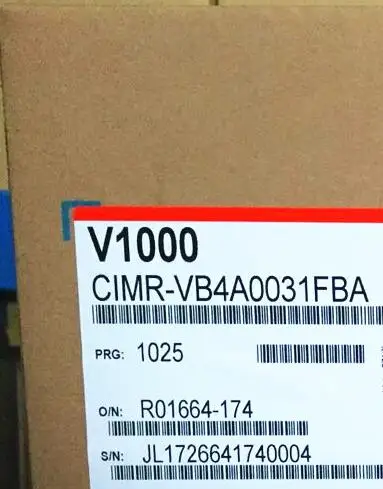 V1000
CIMR-VB4A0031FBA
PRG: 1025
O/N: R01664-174
S/N: JL1726641740004